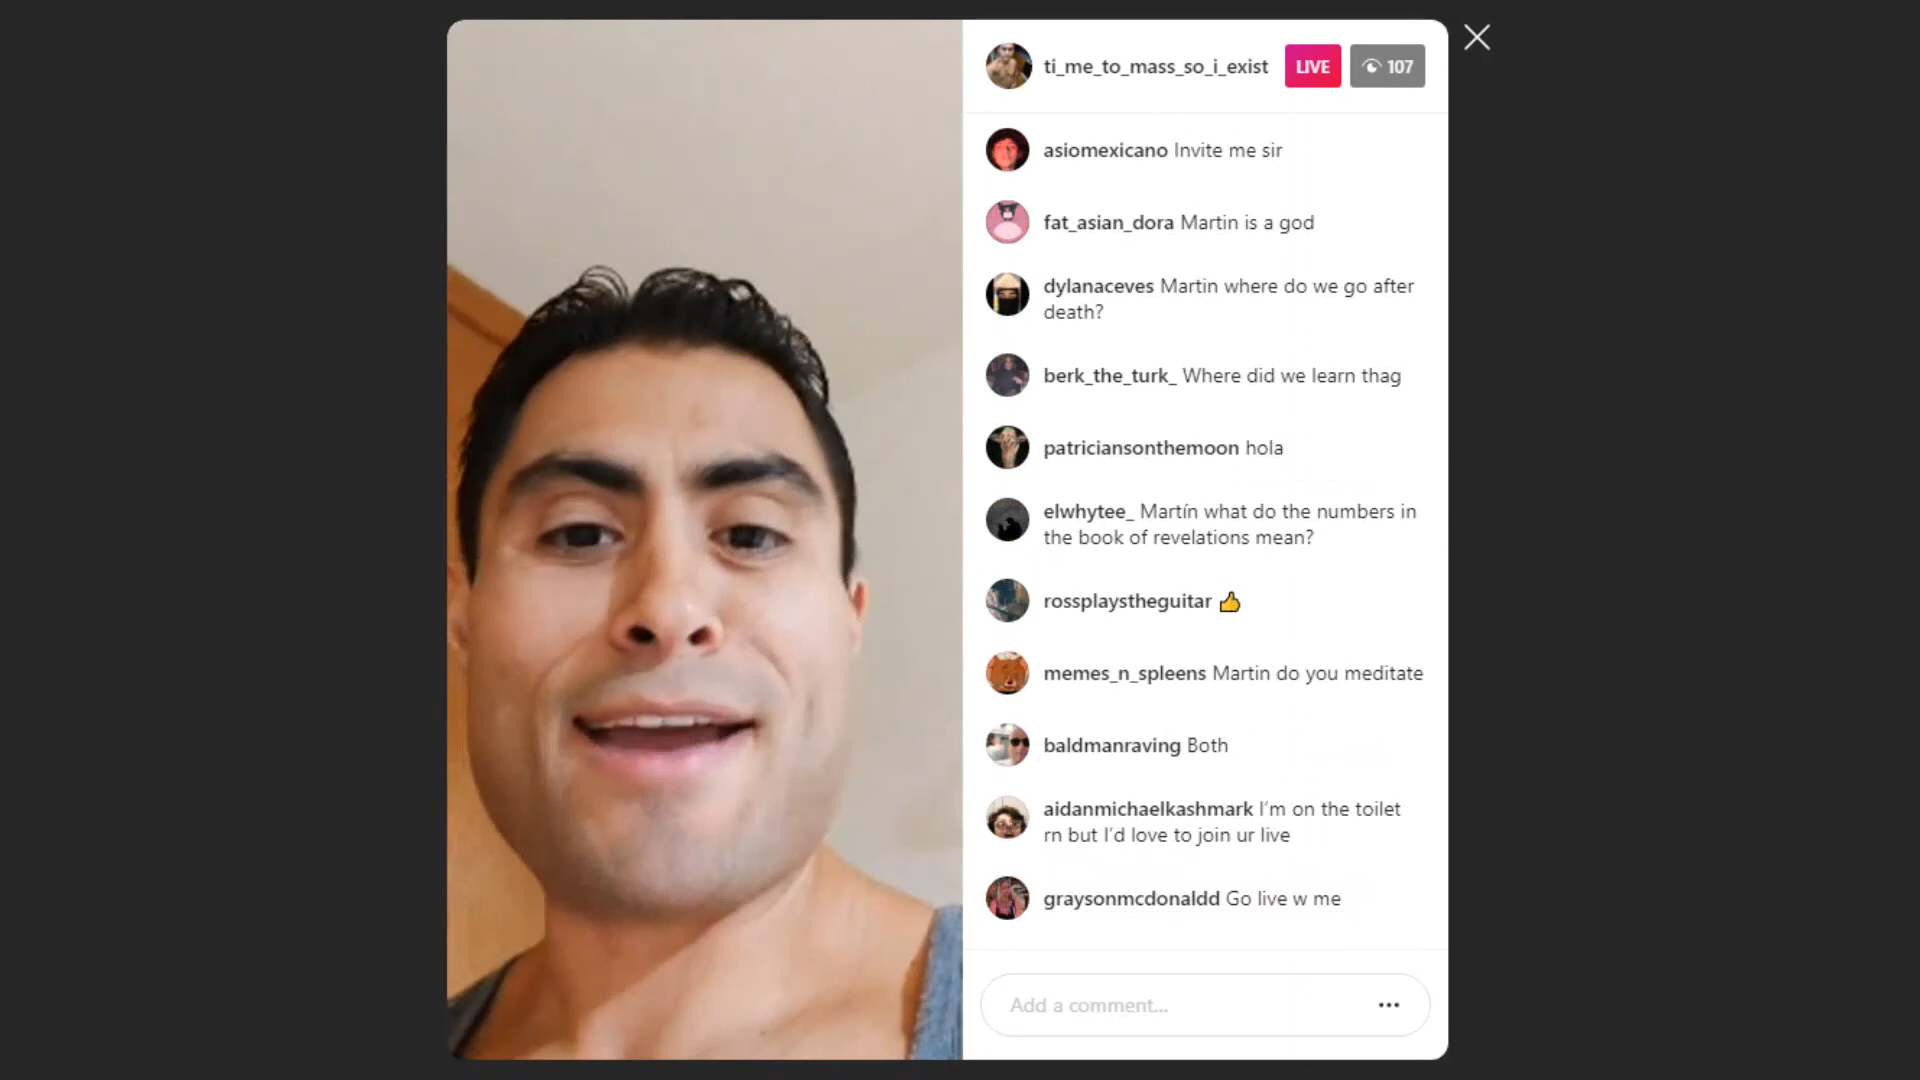 ti_me_to_mass_so_i_exist LIVE 107
asiomexicano Invite me sir
fat_asian_dora Martin is a god
dylanaceves Martin where do we go after
death?
berk_the_turk_ Where did we learn thag
patriciansonthemoon hola
elwhytee_ Martín what do the numbers in
the book of revelations mean?
rossplaystheguitar 👍
memes_n_spleens Martin do you meditate
baldmanraving Both
aidanmichaelkashmark I'm on the toilet
rn but I'd love to join ur live
graysonmcdonaldd Go live w me
Add a comment...